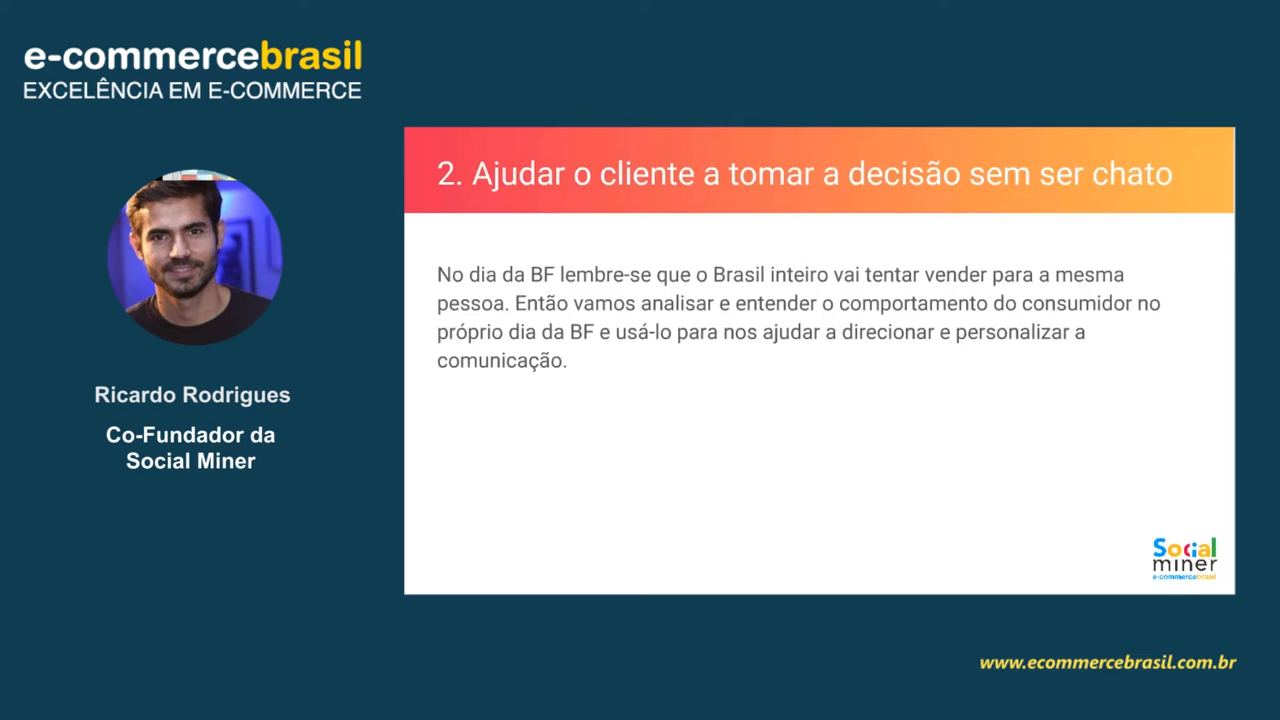 e-commercebrasil
EXCELÊNCIA EM E-COMMERCE
2. Ajudar o cliente a tomar a decisão sem ser chato
No dia da BF lembre-se que o Brasil inteiro vai tentar vender para a mesma
pessoa. Então vamos analisar e entender o comportamento do consumidor no
próprio dia da BF e usá-lo para nos ajudar a direcionar e personalizar a
comunicação.
Ricardo Rodrigues
Co-Fundador da
Social Miner
Social
miner
e-commercebrasil
www.ecommercebrasil.com.br